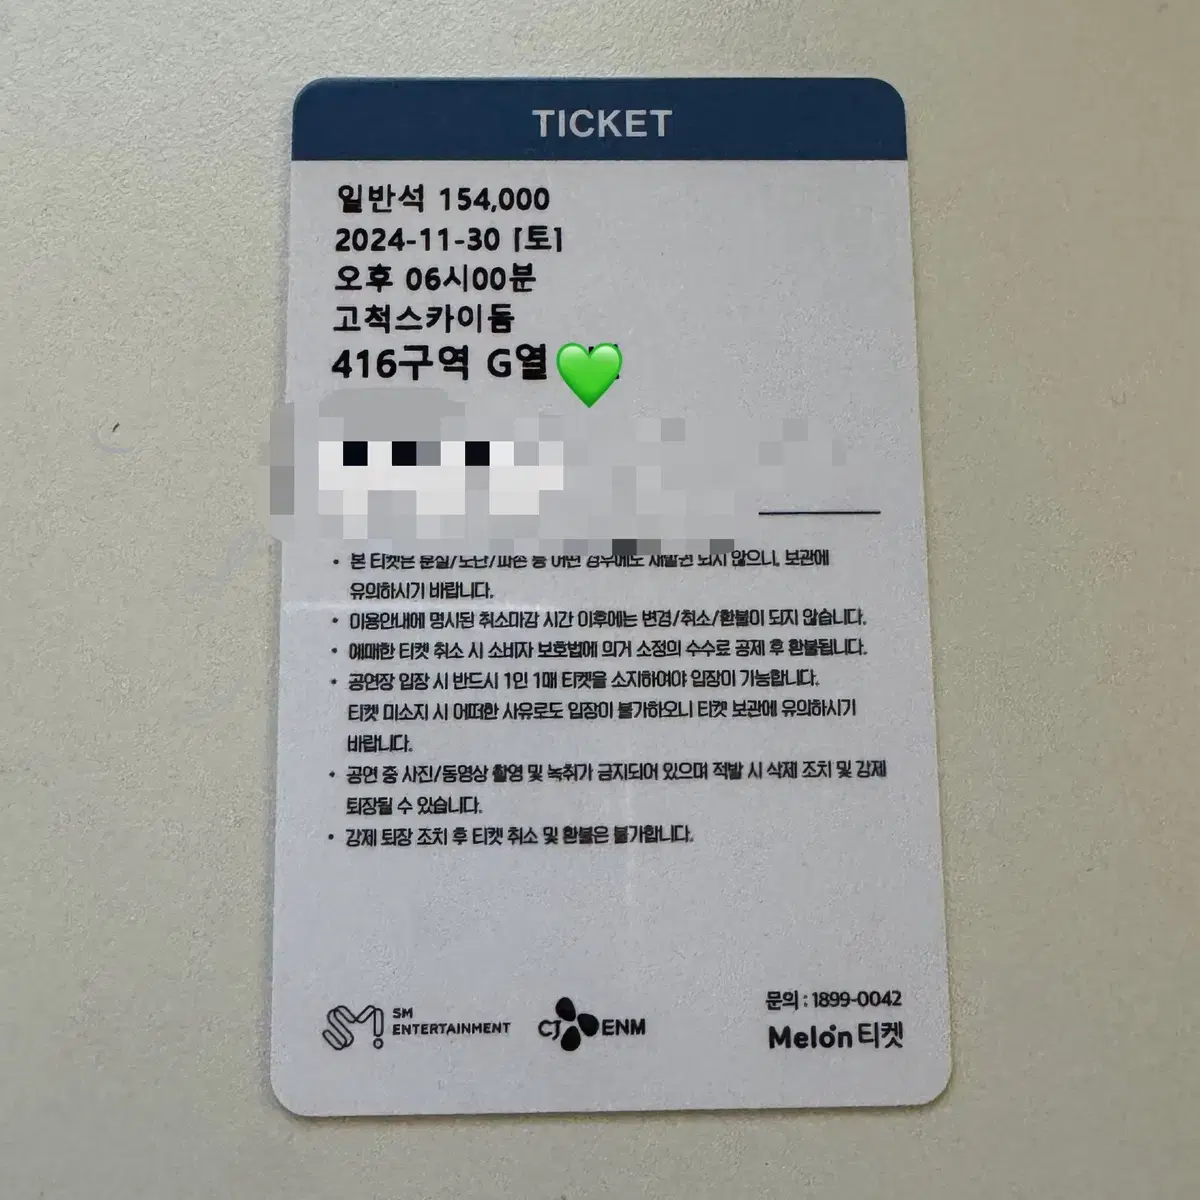 TICKET
일반석 154,000
2024-11-30 [토]
오후 06시00분
고척스카이돔
416구역 G열
• 본 티켓은 분실/도난/파손 등 어떤 경우에도 재발권 되지 않으니, 보관에
유의하시기 바랍니다.
• 이용안내에 명시된 취소마감 시간 이후에는 변경/취소/환불이 되지 않습니다.
• 예매한 티켓 취소 시 소비자 보호법에 의거 소정의 수수료 공제 후 환불됩니다.
• 공연장 입장 시 반드시 1인 1매 티켓을 소지하여야 입장이 가능합니다.
티켓 미소지 시 어떠한 사유로도 입장이 불가하오니 티켓 보관에 유의하시기
바랍니다.
• 공연 중 사진/동영상 촬영 및 녹취가 금지되어 있으며 적발 시 삭제 조치 및 강제
퇴장될 수 있습니다.
• 강제 퇴장 조치 후 티켓 취소 및 환불은 불가합니다.
SM!
SM
ENTERTAINMENT
CJ ENM
문의 : 1899-0042
Melon 티켓